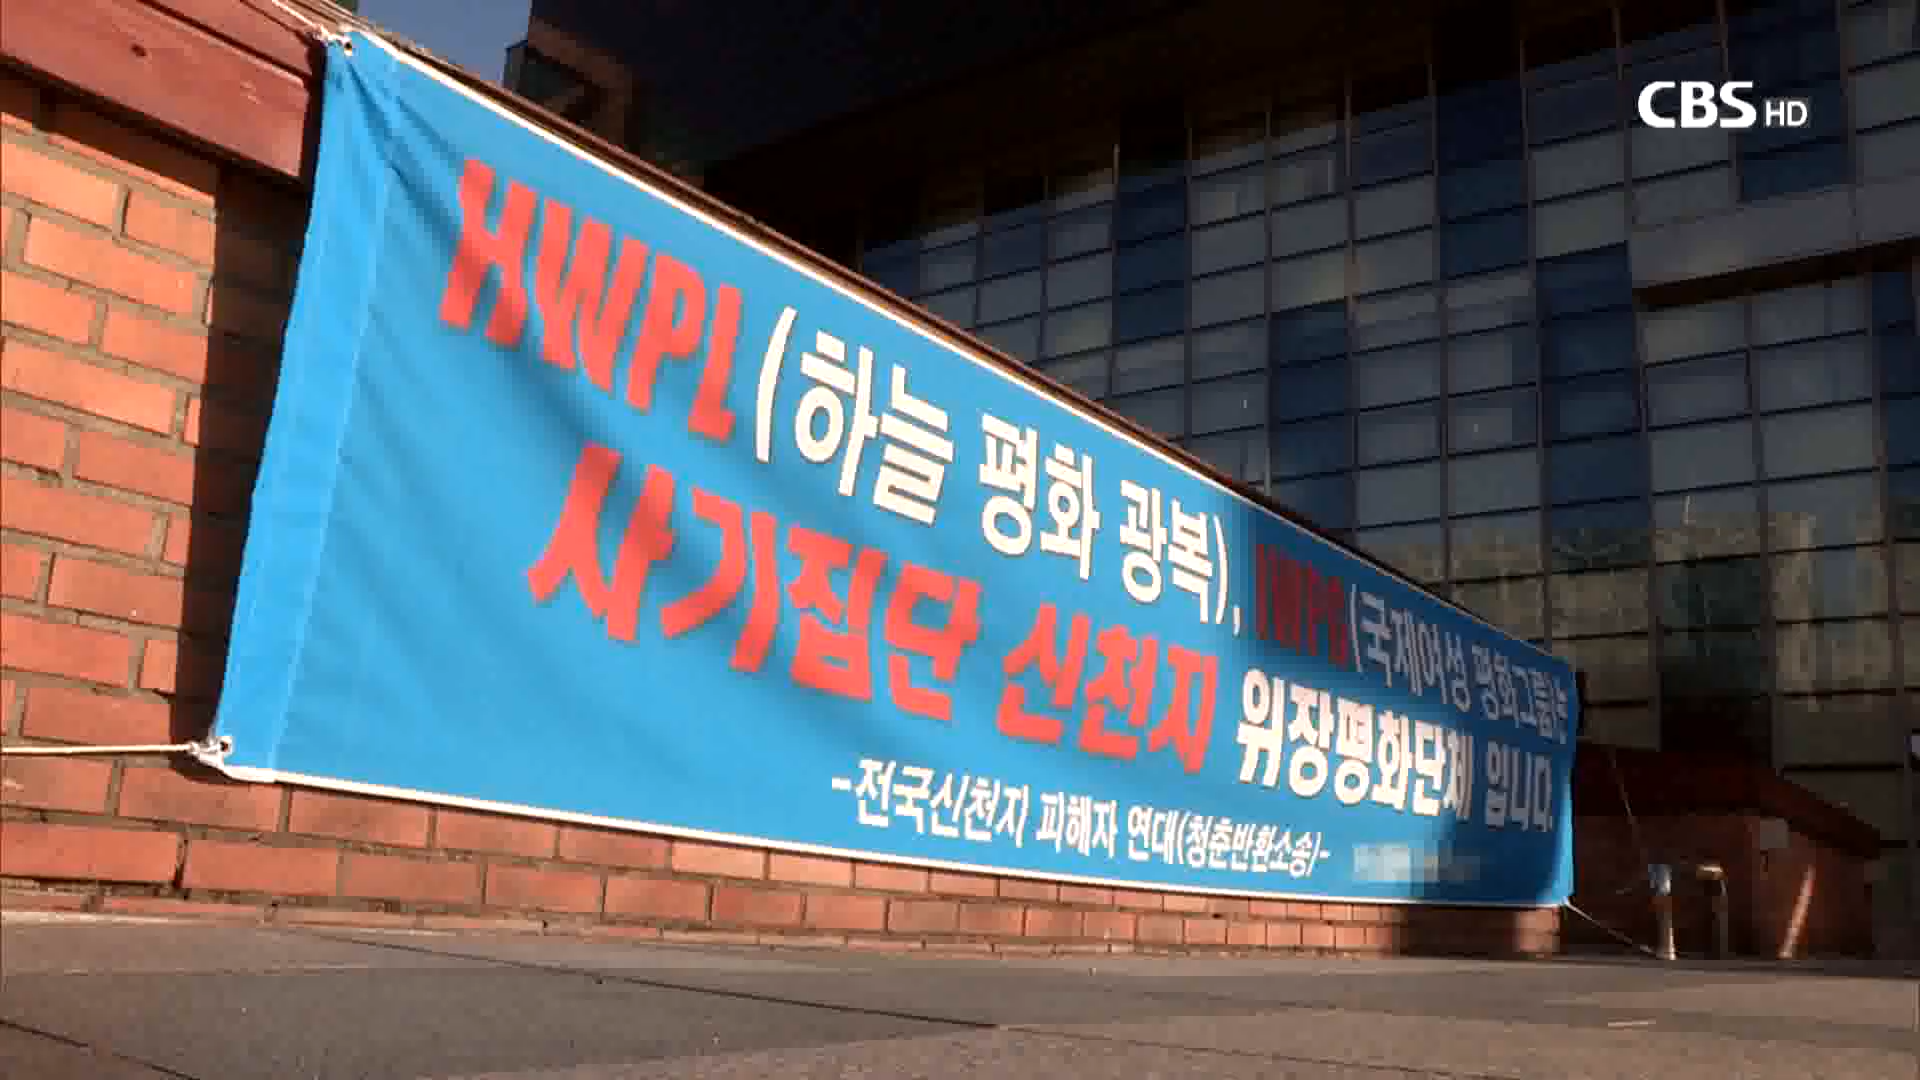 CBS HD
HWPL(하늘 평화 광복), IWPG(국제여성 평화그룹)는
사기집단 신천지 위장평화단체 입니다.
-전국신천지 피해자 연대(청춘반환소송)-